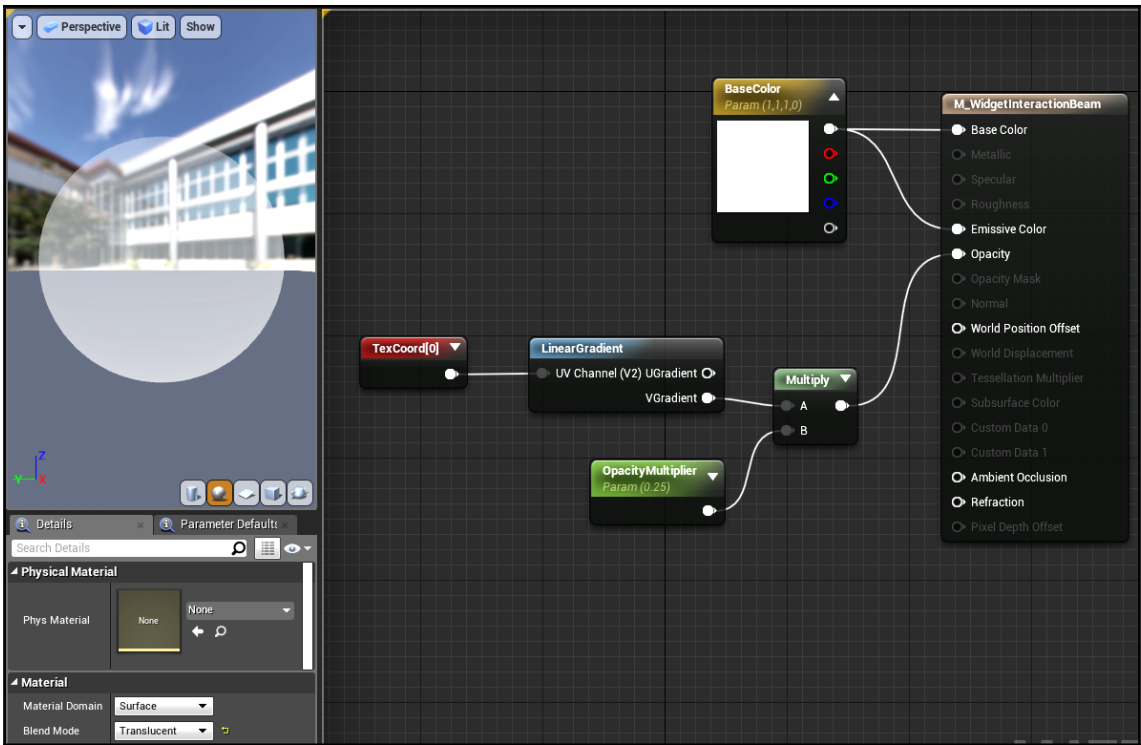 Perspective
Lit
Show
Z
Y
X
Details
Parameter Defaults
Search Details
Physical Material
Phys Material
None
None
Material
Material Domain
Surface
Blend Mode
Translucent
BaseColor
Param (1,1,1,0)
TexCoord[0]
LinearGradient
UV Channel (V2) UGradient
VGradient
OpacityMultiplier
Param (0.25)
Multiply
A
B
M_WidgetInteractionBeam
Base Color
Metallic
Specular
Roughness
Emissive Color
Opacity
Opacity Mask
Normal
World Position Offset
World Displacement
Tessellation Multiplier
Subsurface Color
Custom Data 0
Custom Data 1
Ambient Occlusion
Refraction
Pixel Depth Offset